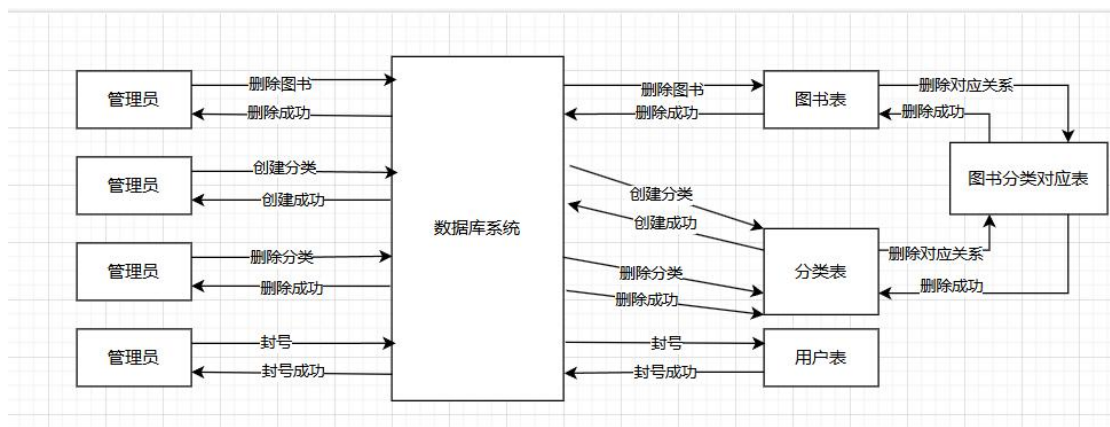 管理员
删除图书
删除成功
管理员
创建分类
创建成功
管理员
删除分类
删除成功
管理员
封号
封号成功
数据库系统
删除图书
删除成功
创建分类
创建成功
删除分类
删除成功
封号
封号成功
图书表
分类表
用户表
删除对应关系
删除成功
图书分类对应表
删除对应关系
删除成功